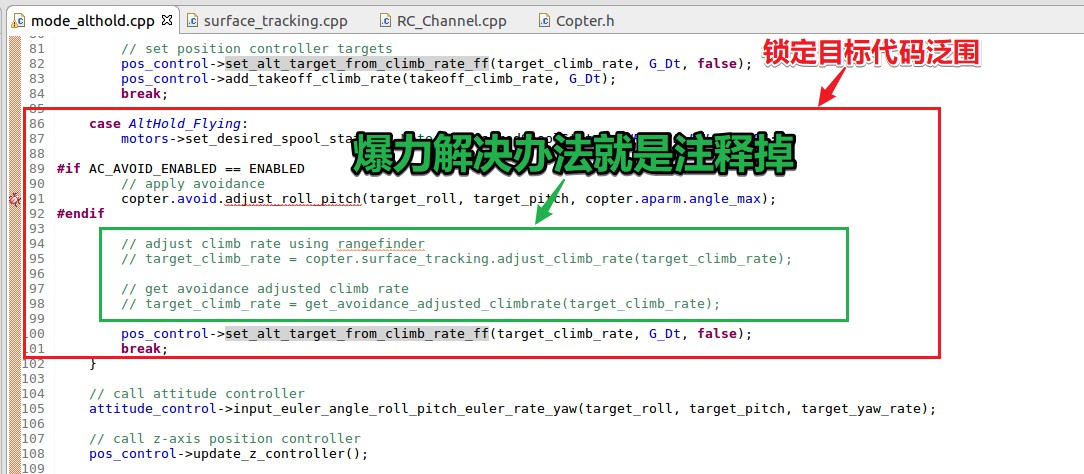 mode_althold.cpp surface_tracking.cpp RC_Channel.cpp Copter.h
81 // set position controller targets
82 pos_control->set_alt_target_from_climb_rate_ff(target_climb_rate, G_Dt, false);
83 pos_control->add_takeoff_climb_rate(takeoff_climb_rate, G_Dt);
84 break;
锁定目标代码泛围
85
86 case AltHold_Flying:
87 motors->set_desired_spool_sta
爆力解决办法就是注释掉
88
89 #if AC_AVOID_ENABLED == ENABLED
90 // apply avoidance
91 copter.avoid.adjust_roll_pitch(target_roll, target_pitch, copter.aparm.angle_max);
92 #endif
93
94 // adjust climb rate using rangefinder
95 // target_climb_rate = copter.surface_tracking.adjust_climb_rate(target_climb_rate);
96
97 // get avoidance adjusted climb rate
98 // target_climb_rate = get_avoidance_adjusted_climbrate(target_climb_rate);
99
100 pos_control->set_alt_target_from_climb_rate_ff(target_climb_rate, G_Dt, false);
101 break;
102 }
103
104 // call attitude controller
105 attitude_control->input_euler_angle_roll_pitch_euler_rate_yaw(target_roll, target_pitch, target_yaw_rate);
106
107 // call z-axis position controller
108 pos_control->update_z_controller();
109